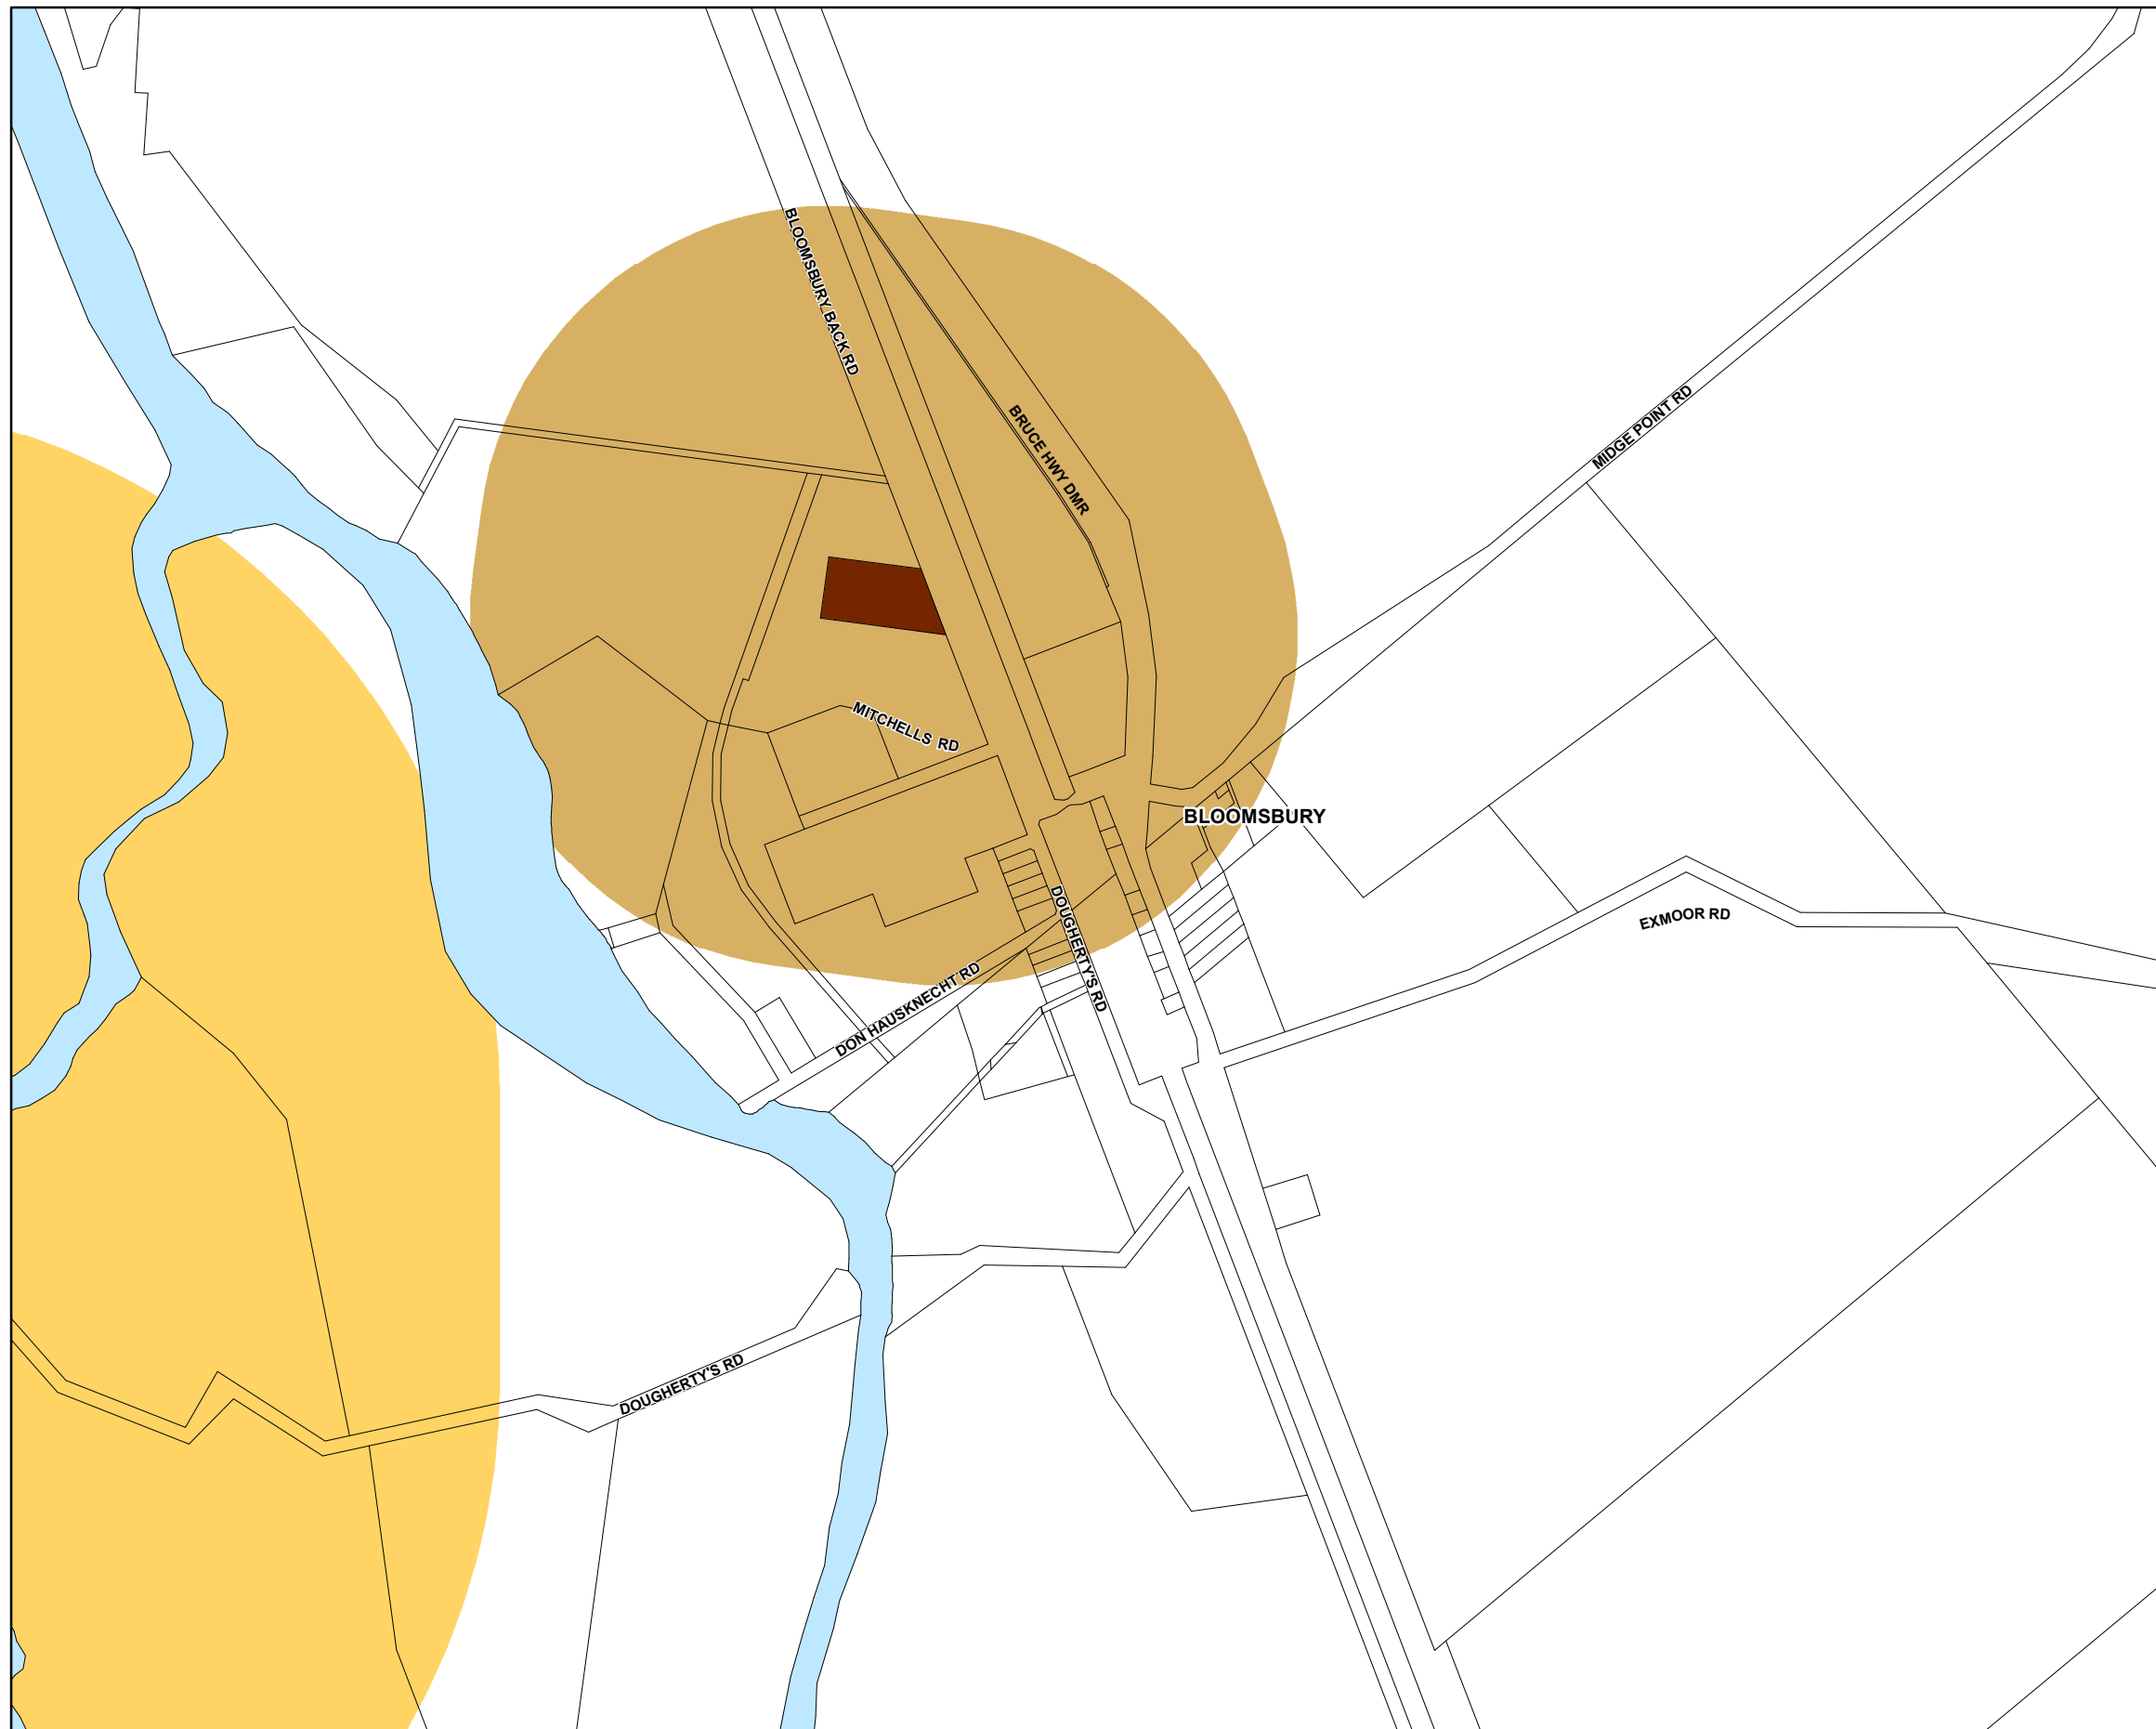 BLOOMSBURY BACK RD
BRUCE HWY DMR
MIDGE POINT RD
MITCHELLS RD
BLOOMSBURY
EXMOOR RD
DOUGHERTY'S RD
DON HAUSKNECHT RD
DOUGHERTY'S RD